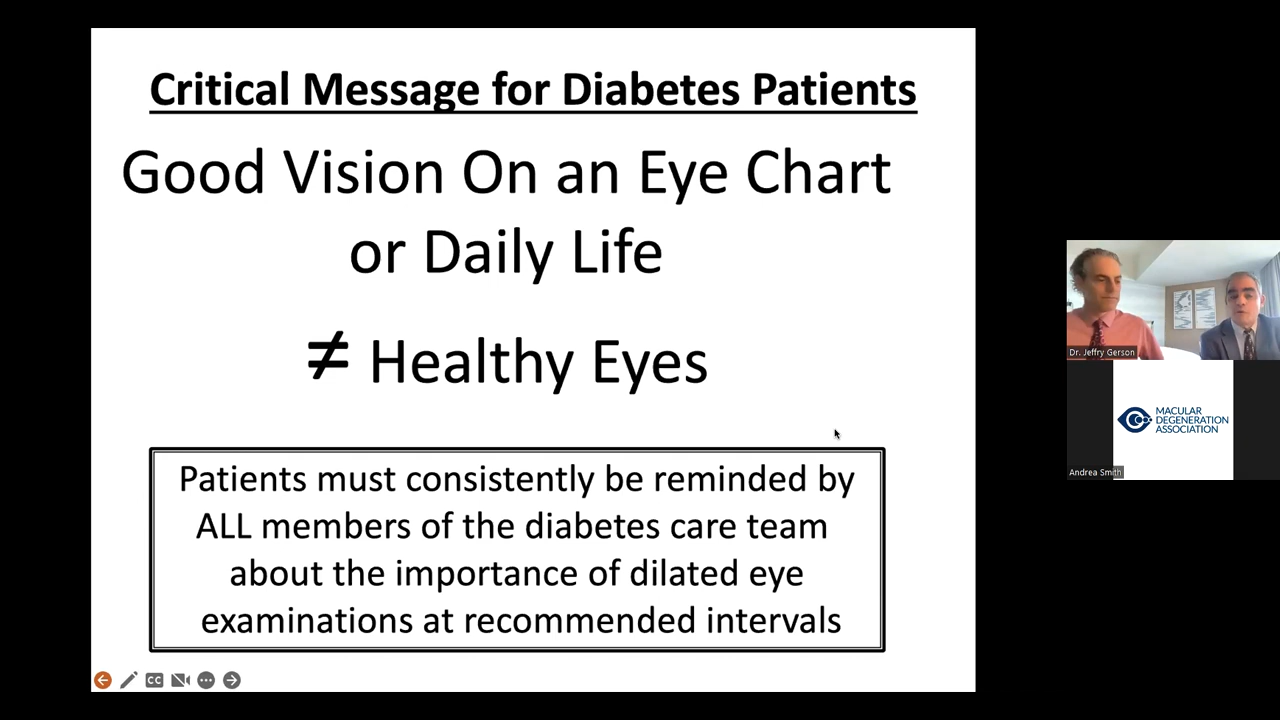 Critical Message for Diabetes Patients
Good Vision On an Eye Chart
or Daily Life
≠ Healthy Eyes
Patients must consistently be reminded by
ALL members of the diabetes care team
about the importance of dilated eye
examinations at recommended intervals
CC
Dr. Jeffry Gerson
MACULAR
DEGENERATION
ASSOCIATION
Andrea Smith